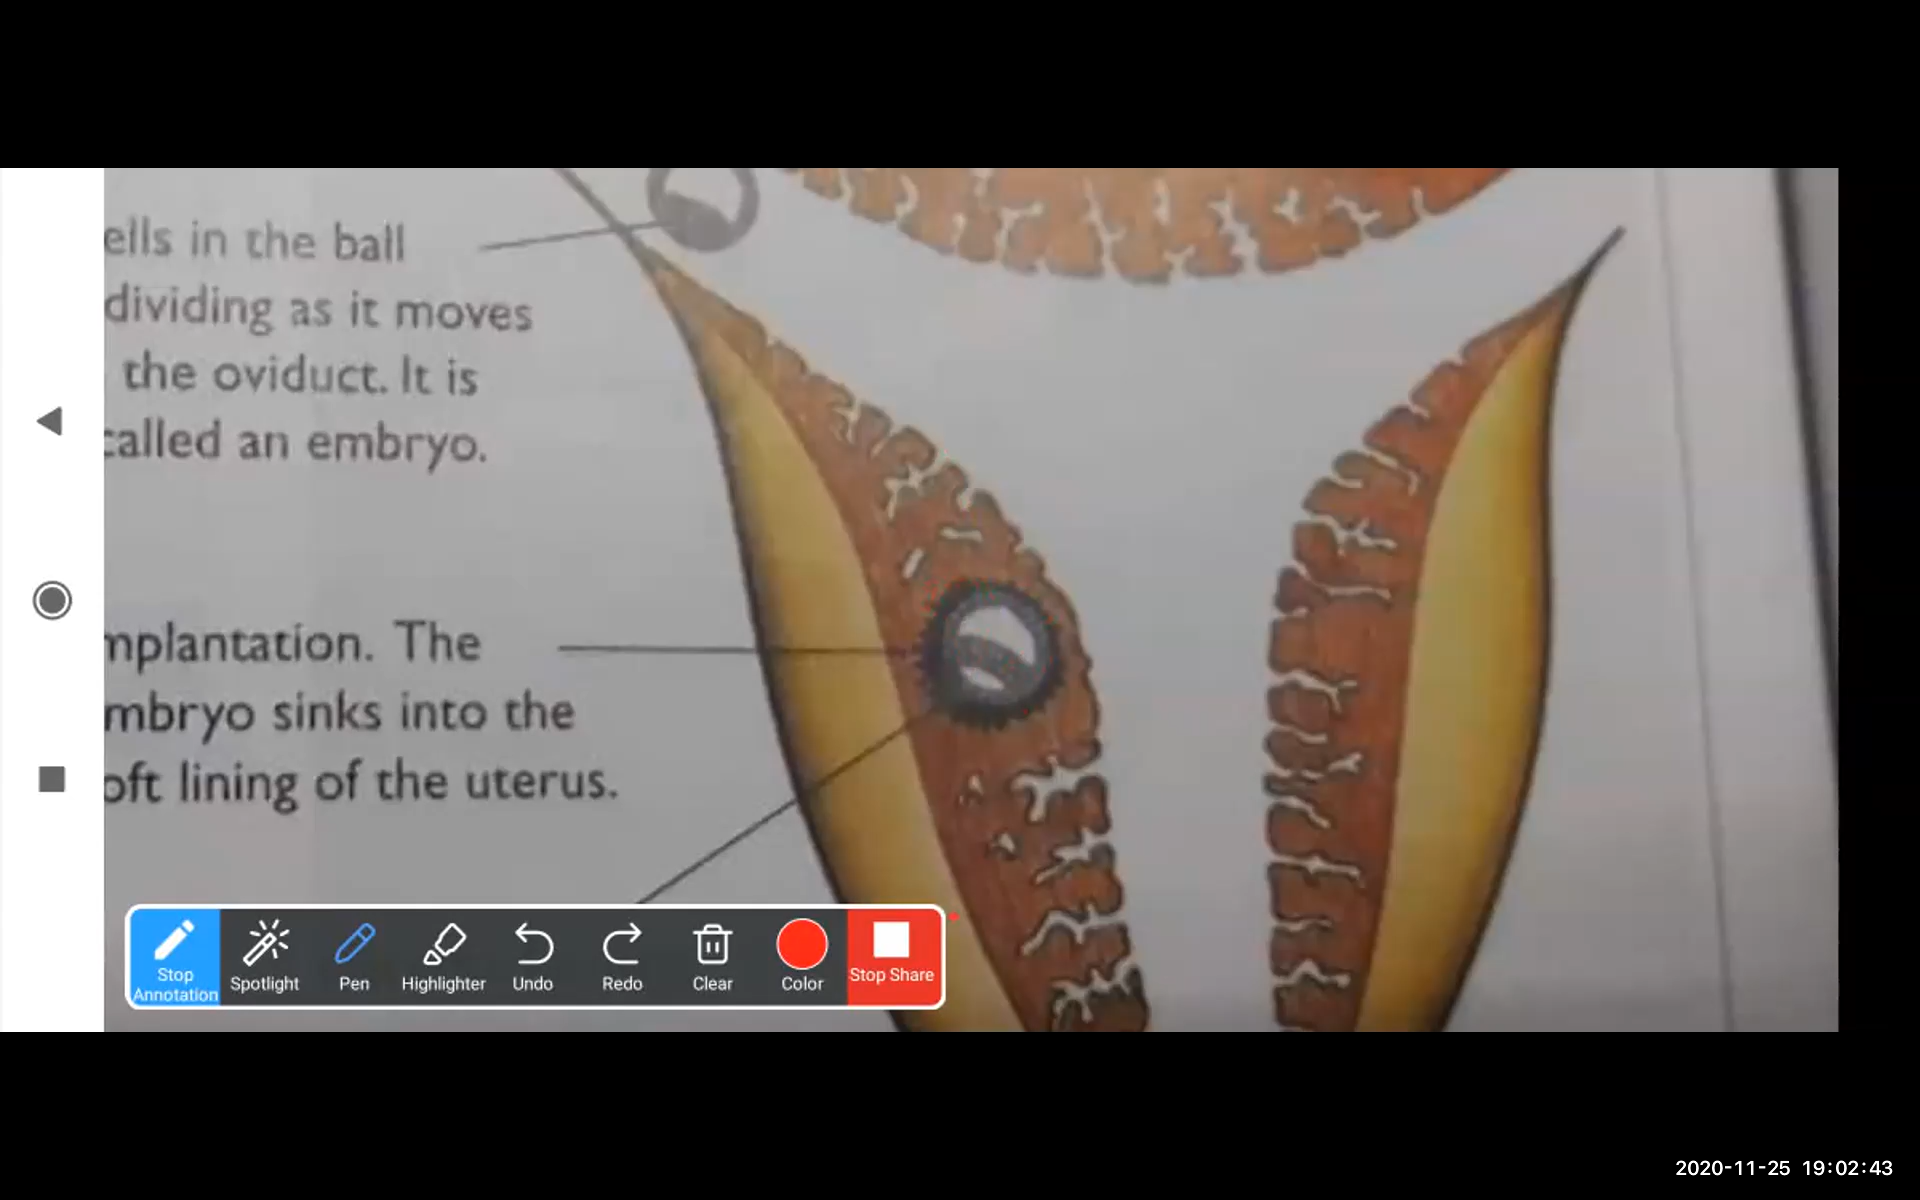 ells in the ball
dividing as it moves
the oviduct. It is
called an embryo.
mplantation. The
mbryo sinks into the
oft lining of the uterus.
Stop Annotation
Spotlight
Pen
Highlighter
Undo
Redo
Clear
Color
Stop Share
2020-11-25 19:02:43